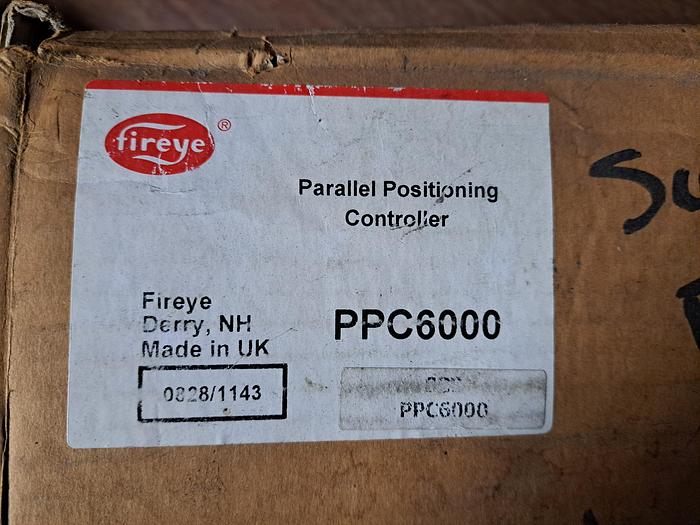 fireye ®
Parallel Positioning
Controller
Fireye
Derry, NH
Made in UK
PPC6000
0828/1143
PPC6000